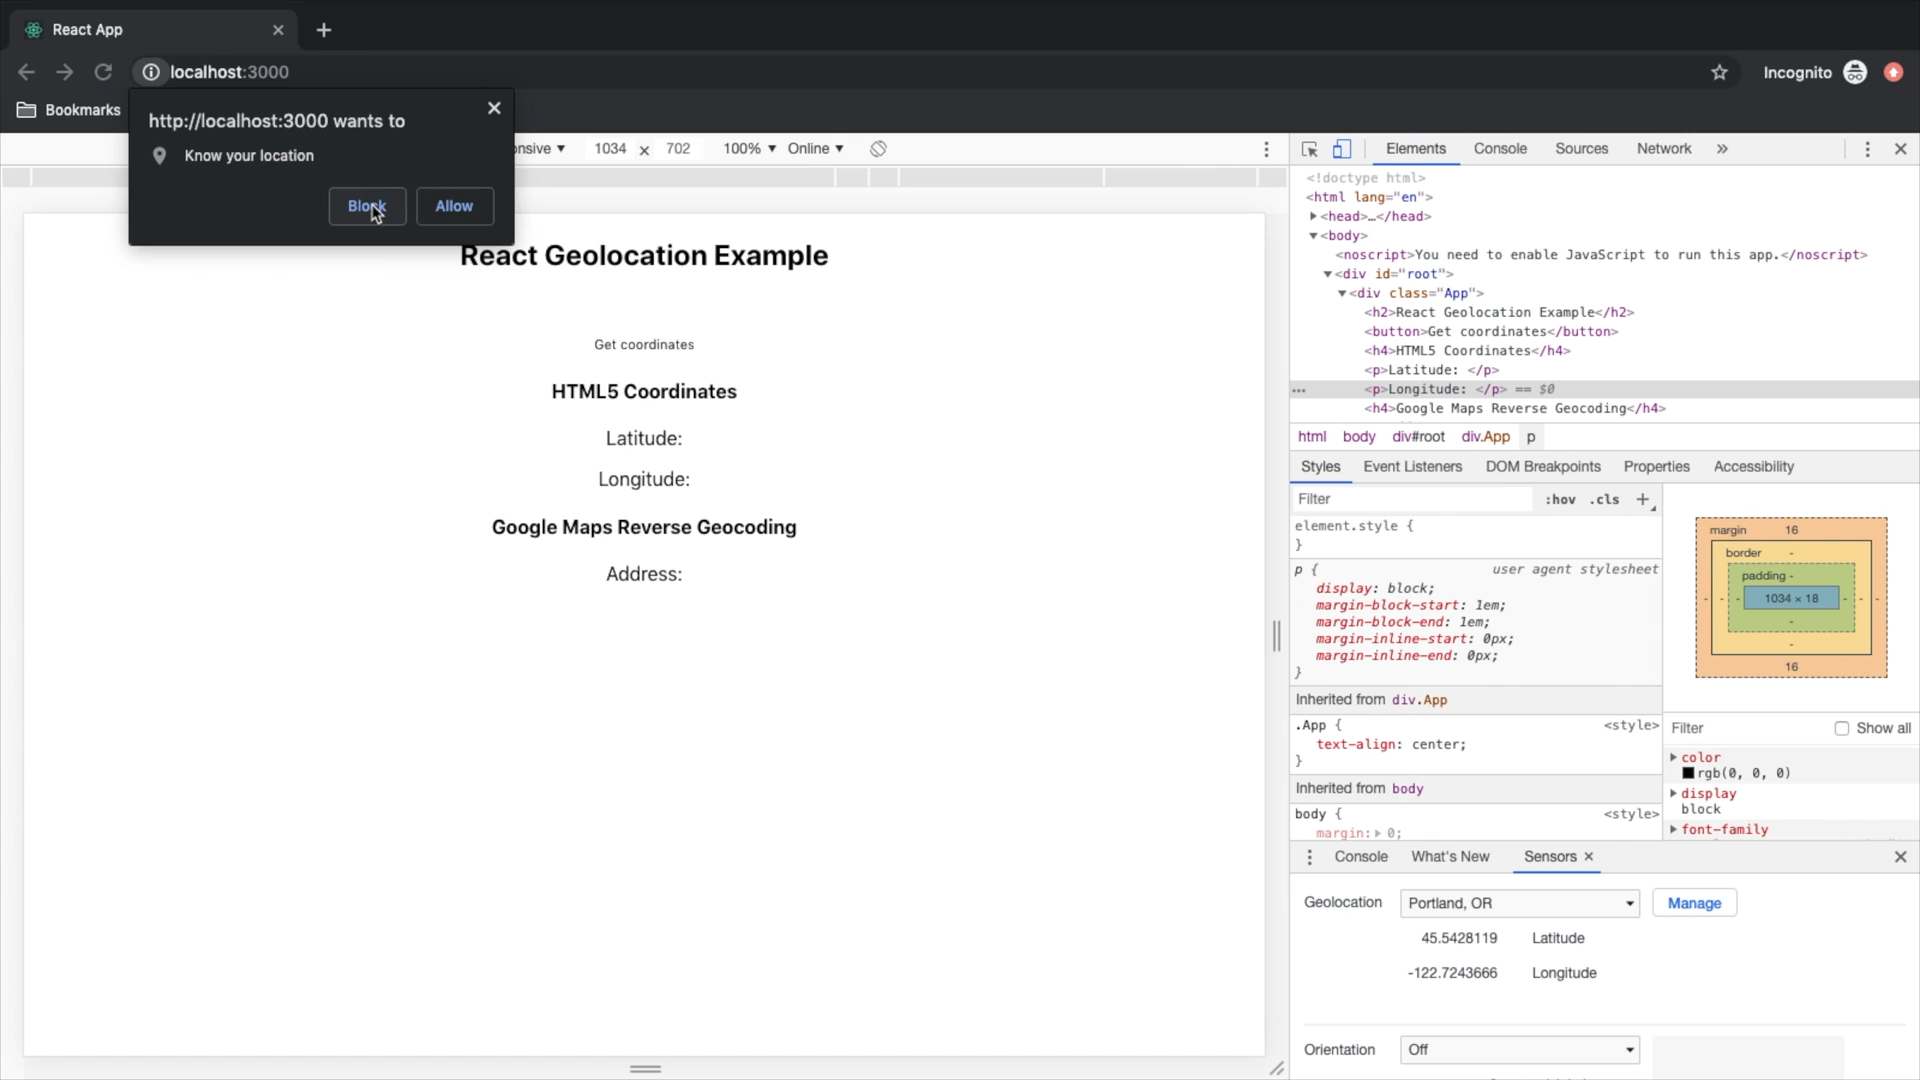 React App
localhost:3000
Incognito
Bookmarks
http://localhost:3000 wants to
Know your location
Block
Allow
nsive
1034 x 702
100%
Online
React Geolocation Example
Get coordinates
HTML5 Coordinates
Latitude:
Longitude:
Google Maps Reverse Geocoding
Address:
Elements
Console
Sources
Network
<!doctype html>
<html lang="en">
<head>…</head>
<body>
<noscript>You need to enable JavaScript to run this app.</noscript>
<div id="root">
<div class="App">
<h2>React Geolocation Example</h2>
<button>Get coordinates</button>
<h4>HTML5 Coordinates</h4>
<p>Latitude: </p>
<p>Longitude: </p> == $0
<h4>Google Maps Reverse Geocoding</h4>
html body div#root div.App p
Styles
Event Listeners
DOM Breakpoints
Properties
Accessibility
Filter
:hov .cls +
element.style {
}
p { user agent stylesheet
display: block;
margin-block-start: 1em;
margin-block-end: 1em;
margin-inline-start: 0px;
margin-inline-end: 0px;
}
Inherited from div.App
.App { <style>
text-align: center;
}
Inherited from body
body { <style>
margin: 0;
margin 16
border -
padding -
- - - 1034 × 18 - - -
-
-
16
Filter
Show all
color
rgb(0, 0, 0)
display
block
font-family
Console
What's New
Sensors
Geolocation
Portland, OR
Manage
45.5428119 Latitude
-122.7243666 Longitude
Orientation
Off